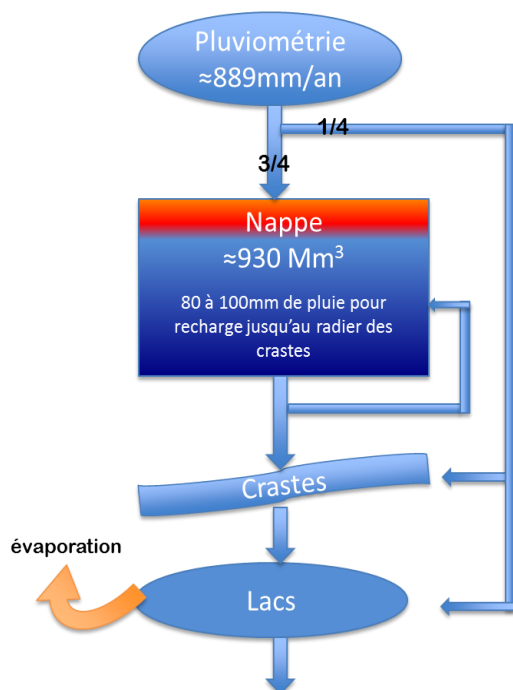 Pluviométrie
≈889mm/an
1/4
3/4
Nappe
≈930 Mm³
80 à 100mm de pluie pour
recharge jusqu'au radier des
crastes
Crastes
évaporation
Lacs